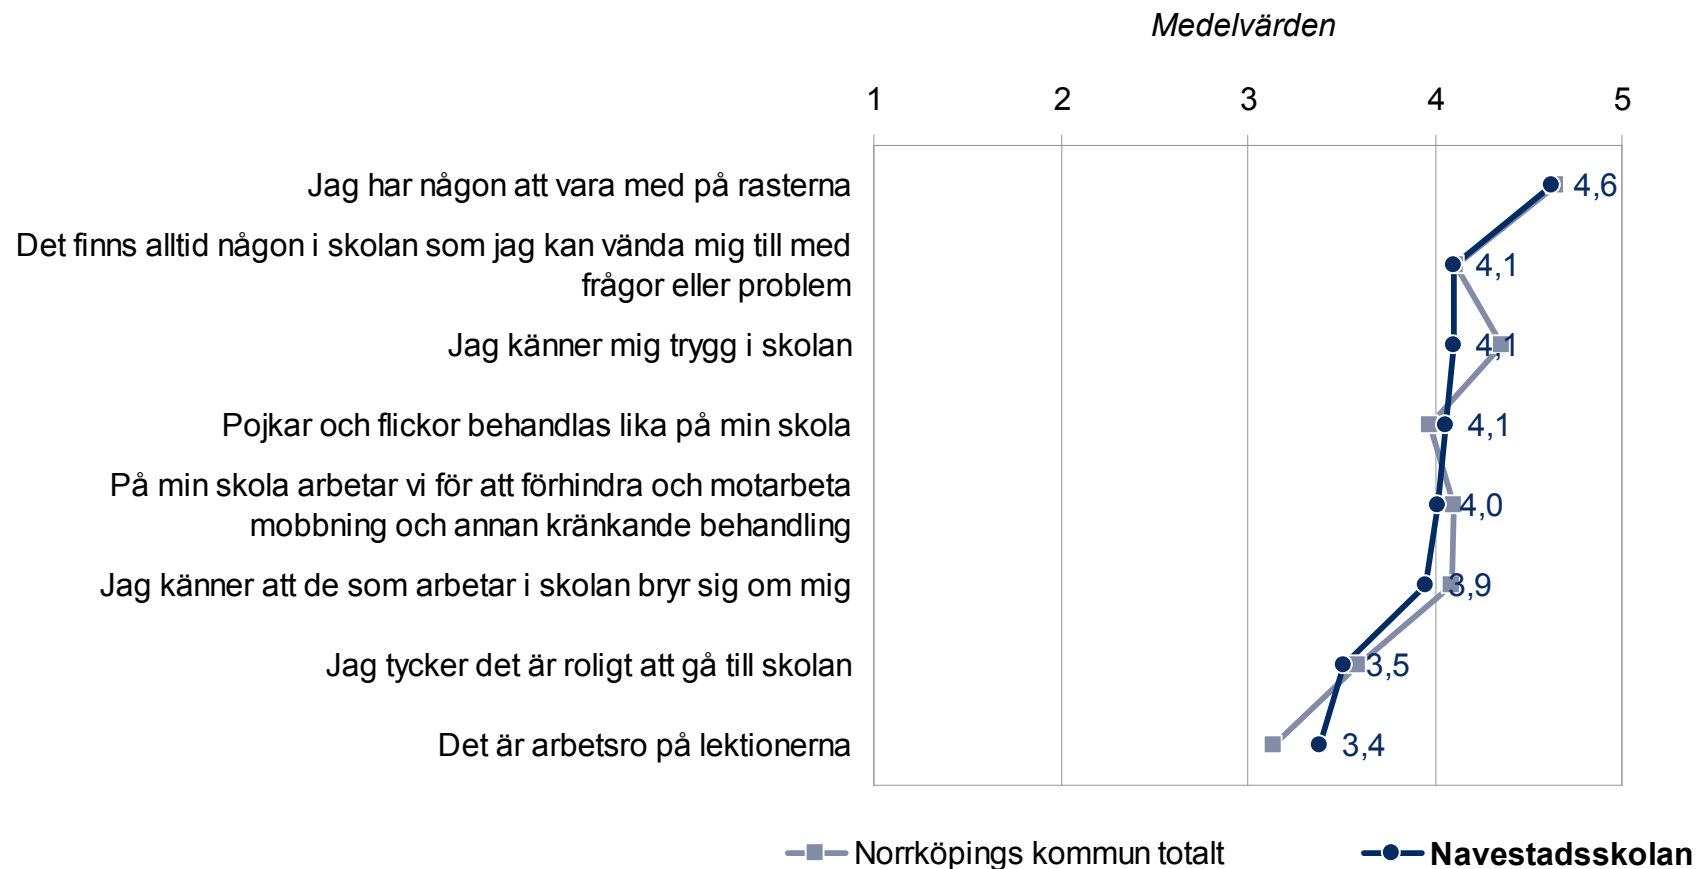 Medelvärden
1 2 3 4 5
Jag har någon att vara med på rasterna 4,6
Det finns alltid någon i skolan som jag kan vända mig till med
frågor eller problem 4,1
Jag känner mig trygg i skolan 4,1
Pojkar och flickor behandlas lika på min skola 4,1
På min skola arbetar vi för att förhindra och motarbeta
mobbning och annan kränkande behandling 4,0
Jag känner att de som arbetar i skolan bryr sig om mig 3,9
Jag tycker det är roligt att gå till skolan 3,5
Det är arbetsro på lektionerna 3,4
Norrköpings kommun totalt Navestadsskolan